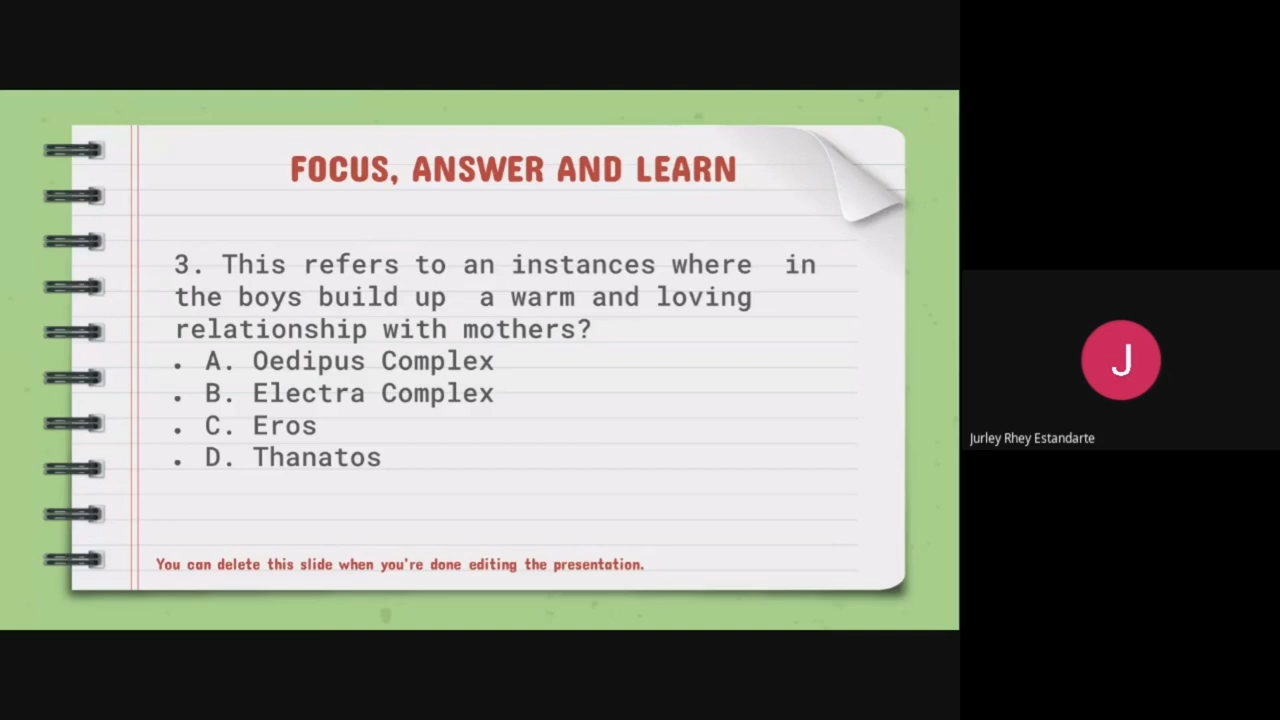 FOCUS, ANSWER AND LEARN
3. This refers to an instances where  in
the boys build up  a warm and loving
relationship with mothers?
. A. Oedipus Complex
. B. Electra Complex
. C. Eros
. D. Thanatos
You can delete this slide when you're done editing the presentation.
J
Jurley Rhey Estandarte